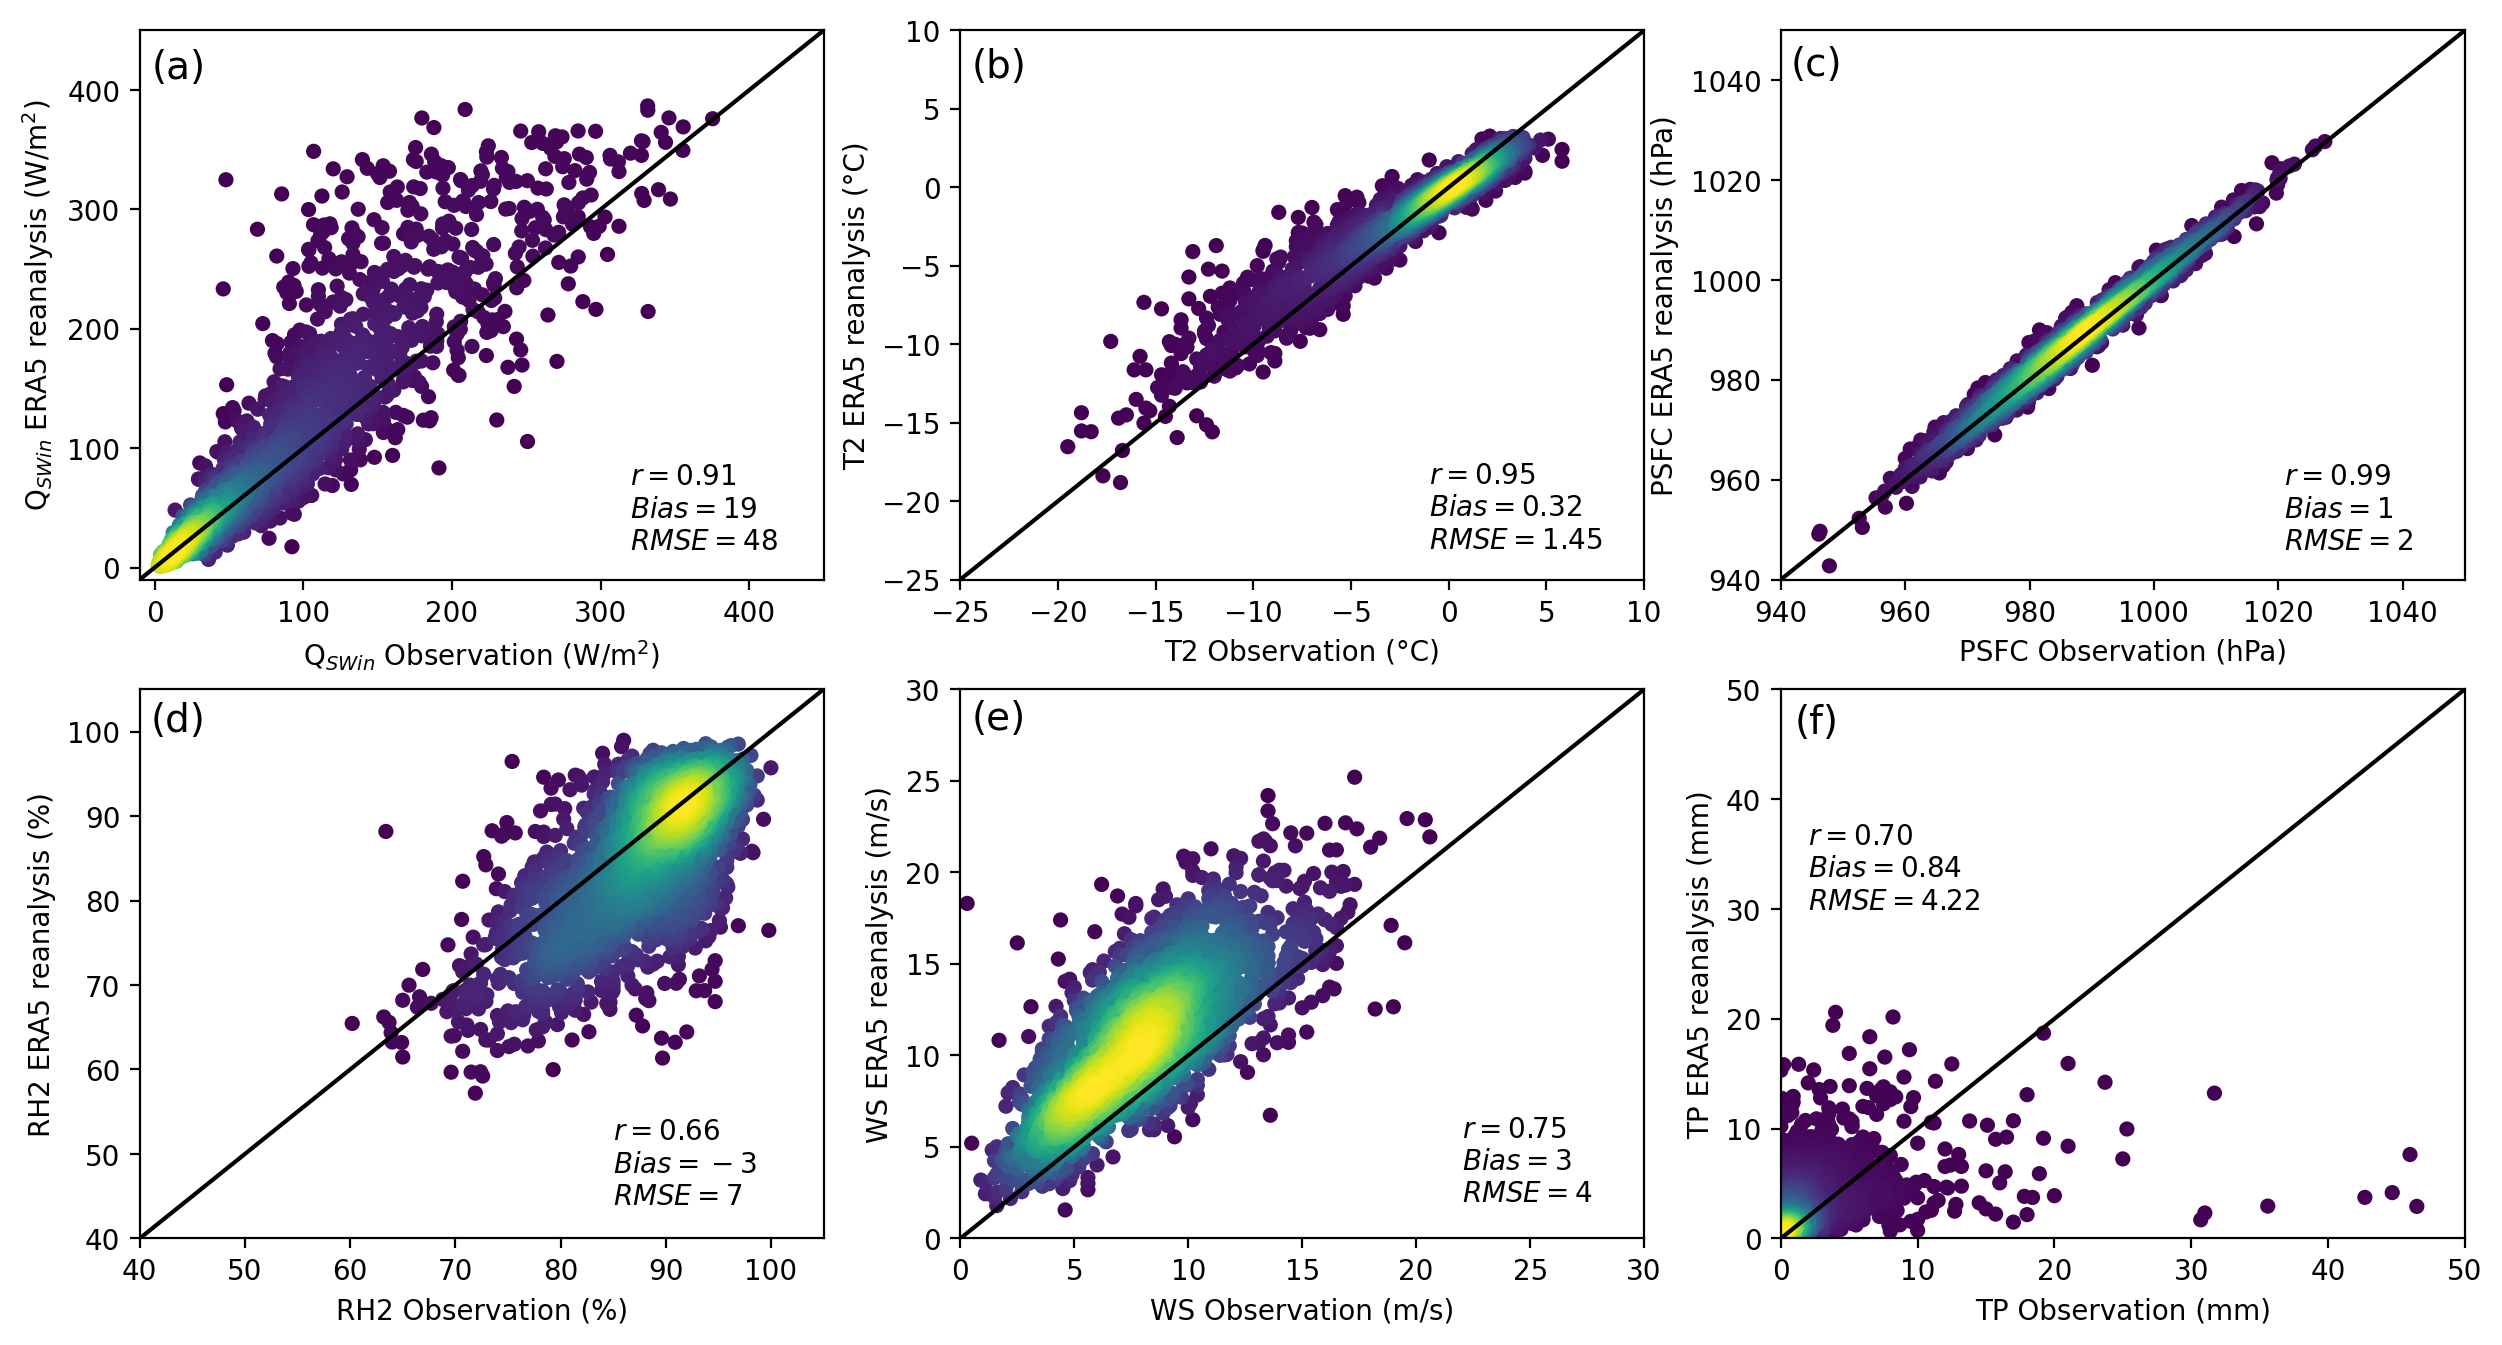 (a)
Q_SWin ERA5 reanalysis (W/m²)
400
300
200
100
0
r = 0.91
Bias = 19
RMSE = 48
0 100 200 300 400
Q_SWin Observation (W/m²)
(b)
T2 ERA5 reanalysis (°C)
10
5
0
−5
−10
−15
−20
−25
r = 0.95
Bias = 0.32
RMSE = 1.45
−25 −20 −15 −10 −5 0 5 10
T2 Observation (°C)
(c)
PSFC ERA5 reanalysis (hPa)
1040
1020
1000
980
960
940
r = 0.99
Bias = 1
RMSE = 2
940 960 980 1000 1020 1040
PSFC Observation (hPa)
(d)
RH2 ERA5 reanalysis (%)
100
90
80
70
60
50
40
r = 0.66
Bias = −3
RMSE = 7
40 50 60 70 80 90 100
RH2 Observation (%)
(e)
WS ERA5 reanalysis (m/s)
30
25
20
15
10
5
0
r = 0.75
Bias = 3
RMSE = 4
0 5 10 15 20 25 30
WS Observation (m/s)
(f)
TP ERA5 reanalysis (mm)
50
40
30
20
10
0
r = 0.70
Bias = 0.84
RMSE = 4.22
0 10 20 30 40 50
TP Observation (mm)